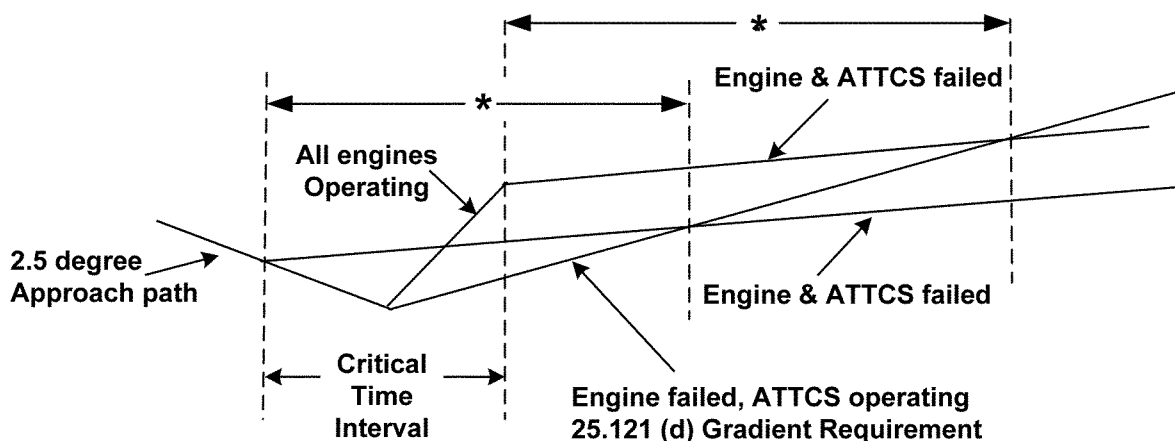 *
*
Engine & ATTCS failed
All engines
Operating
2.5 degree
Approach path
Engine & ATTCS failed
Critical
Time
Interval
Engine failed, ATTCS operating
25.121 (d) Gradient Requirement